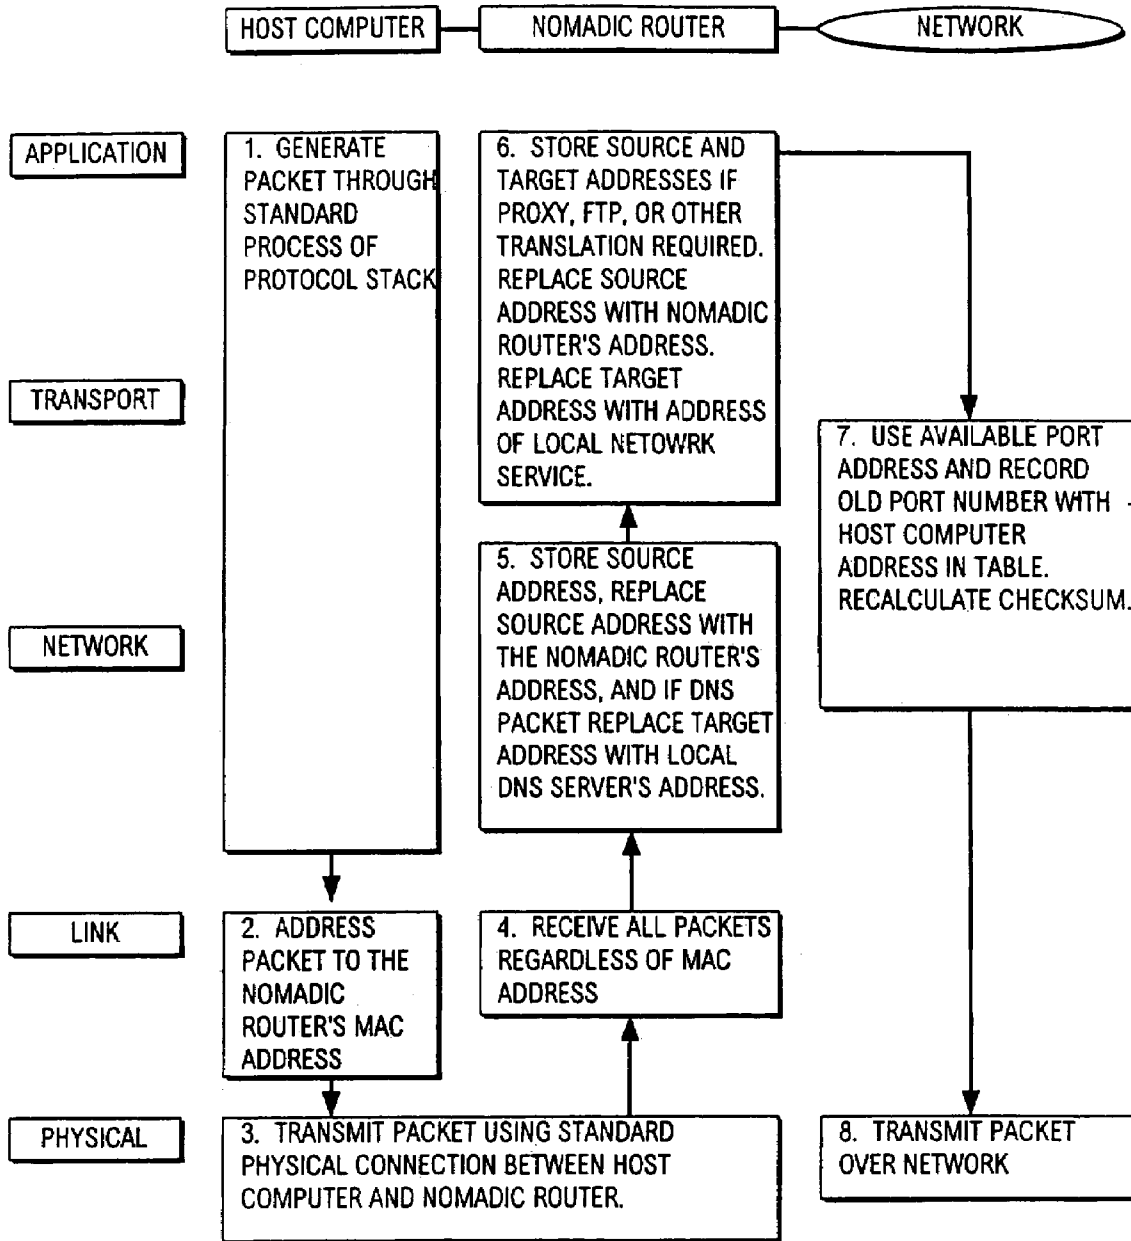 HOST COMPUTER
NOMADIC ROUTER
NETWORK
APPLICATION
TRANSPORT
NETWORK
LINK
PHYSICAL
1. GENERATE
PACKET THROUGH
STANDARD
PROCESS OF
PROTOCOL STACK
2. ADDRESS
PACKET TO THE
NOMADIC
ROUTER'S MAC
ADDRESS
3. TRANSMIT PACKET USING STANDARD
PHYSICAL CONNECTION BETWEEN HOST
COMPUTER AND NOMADIC ROUTER.
4. RECEIVE ALL PACKETS
REGARDLESS OF MAC
ADDRESS
5. STORE SOURCE
ADDRESS, REPLACE
SOURCE ADDRESS WITH
THE NOMADIC ROUTER'S
ADDRESS, AND IF DNS
PACKET REPLACE TARGET
ADDRESS WITH LOCAL
DNS SERVER'S ADDRESS.
6. STORE SOURCE AND
TARGET ADDRESSES IF
PROXY, FTP, OR OTHER
TRANSLATION REQUIRED.
REPLACE SOURCE
ADDRESS WITH NOMADIC
ROUTER'S ADDRESS.
REPLACE TARGET
ADDRESS WITH ADDRESS
OF LOCAL NETOWRK
SERVICE.
7. USE AVAILABLE PORT
ADDRESS AND RECORD
OLD PORT NUMBER WITH
HOST COMPUTER
ADDRESS IN TABLE.
RECALCULATE CHECKSUM.
8. TRANSMIT PACKET
OVER NETWORK